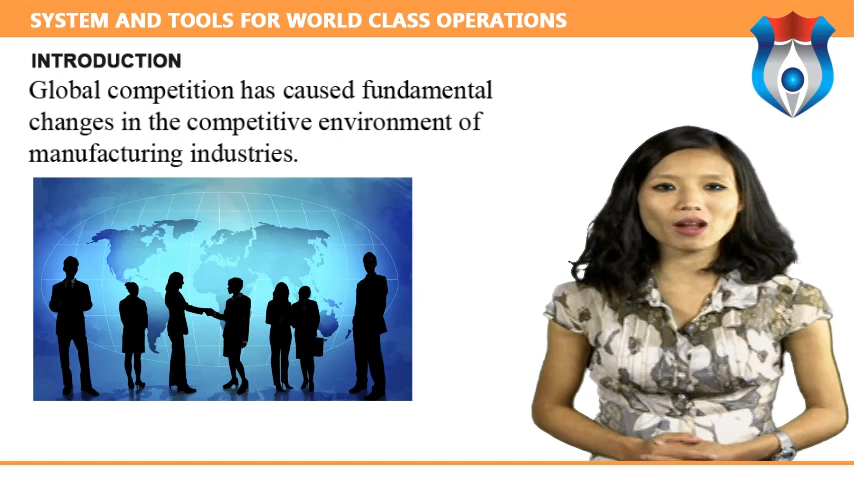 SYSTEM AND TOOLS FOR WORLD CLASS OPERATIONS
INTRODUCTION
Global competition has caused fundamental
changes in the competitive environment of
manufacturing industries.